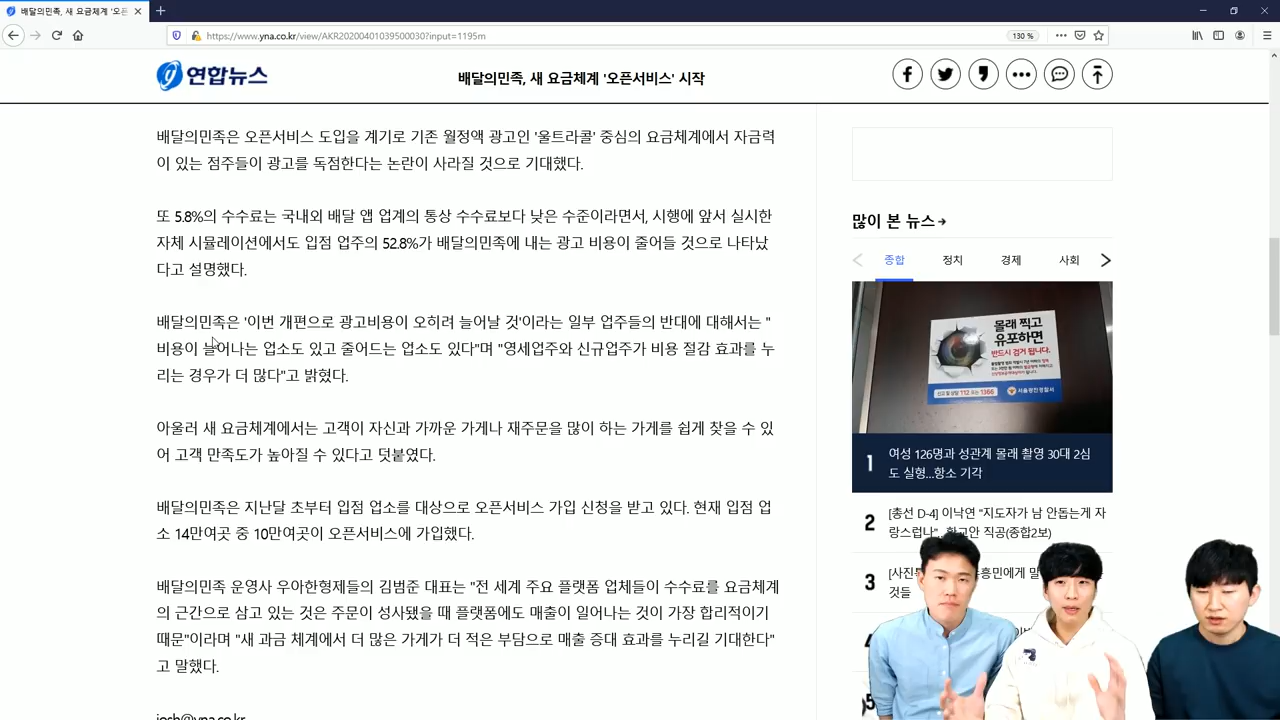 배달의민족, 새 요금체계 '오픈
https://www.yna.co.kr/view/AKR20200401039500030?input=1195m
130 %
연합뉴스
배달의민족, 새 요금체계 '오픈서비스' 시작
배달의민족은 오픈서비스 도입을 계기로 기존 월정액 광고인 '울트라콜' 중심의 요금체계에서 자금력
이 있는 점주들이 광고를 독점한다는 논란이 사라질 것으로 기대했다.
또 5.8%의 수수료는 국내외 배달 앱 업계의 통상 수수료보다 낮은 수준이라면서, 시행에 앞서 실시한
자체 시뮬레이션에서도 입점 업주의 52.8%가 배달의민족에 내는 광고 비용이 줄어들 것으로 나타났
다고 설명했다.
배달의민족은 '이번 개편으로 광고비용이 오히려 늘어날 것'이라는 일부 업주들의 반대에 대해서는 "
비용이 늘어나는 업소도 있고 줄어드는 업소도 있다"며 "영세업주와 신규업주가 비용 절감 효과를 누
리는 경우가 더 많다"고 밝혔다.
아울러 새 요금체계에서는 고객이 자신과 가까운 가게나 재주문을 많이 하는 가게를 쉽게 찾을 수 있
어 고객 만족도가 높아질 수 있다고 덧붙였다.
배달의민족은 지난달 초부터 입점 업소를 대상으로 오픈서비스 가입 신청을 받고 있다. 현재 입점 업
소 14만여곳 중 10만여곳이 오픈서비스에 가입했다.
배달의민족 운영사 우아한형제들의 김범준 대표는 "전 세계 주요 플랫폼 업체들이 수수료를 요금체계
의 근간으로 삼고 있는 것은 주문이 성사됐을 때 플랫폼에도 매출이 일어나는 것이 가장 합리적이기
때문"이라며 "새 과금 체계에서 더 많은 가게가 더 적은 부담으로 매출 증대 효과를 누리길 기대한다"
고 말했다.
josh@yna.co.kr
많이 본 뉴스
종합 정치 경제 사회
몰래 찍고
유포하면
반드시 검거 됩니다.
1 여성 126명과 성관계 몰래 촬영 30대 2심
도 실형...항소 기각
2 [총선 D-4] 이낙연 "지도자가 남 안돕는게 자
랑스럽나"
직공(종합2보)
3 [사진
흥민에게 말
것들
4
5